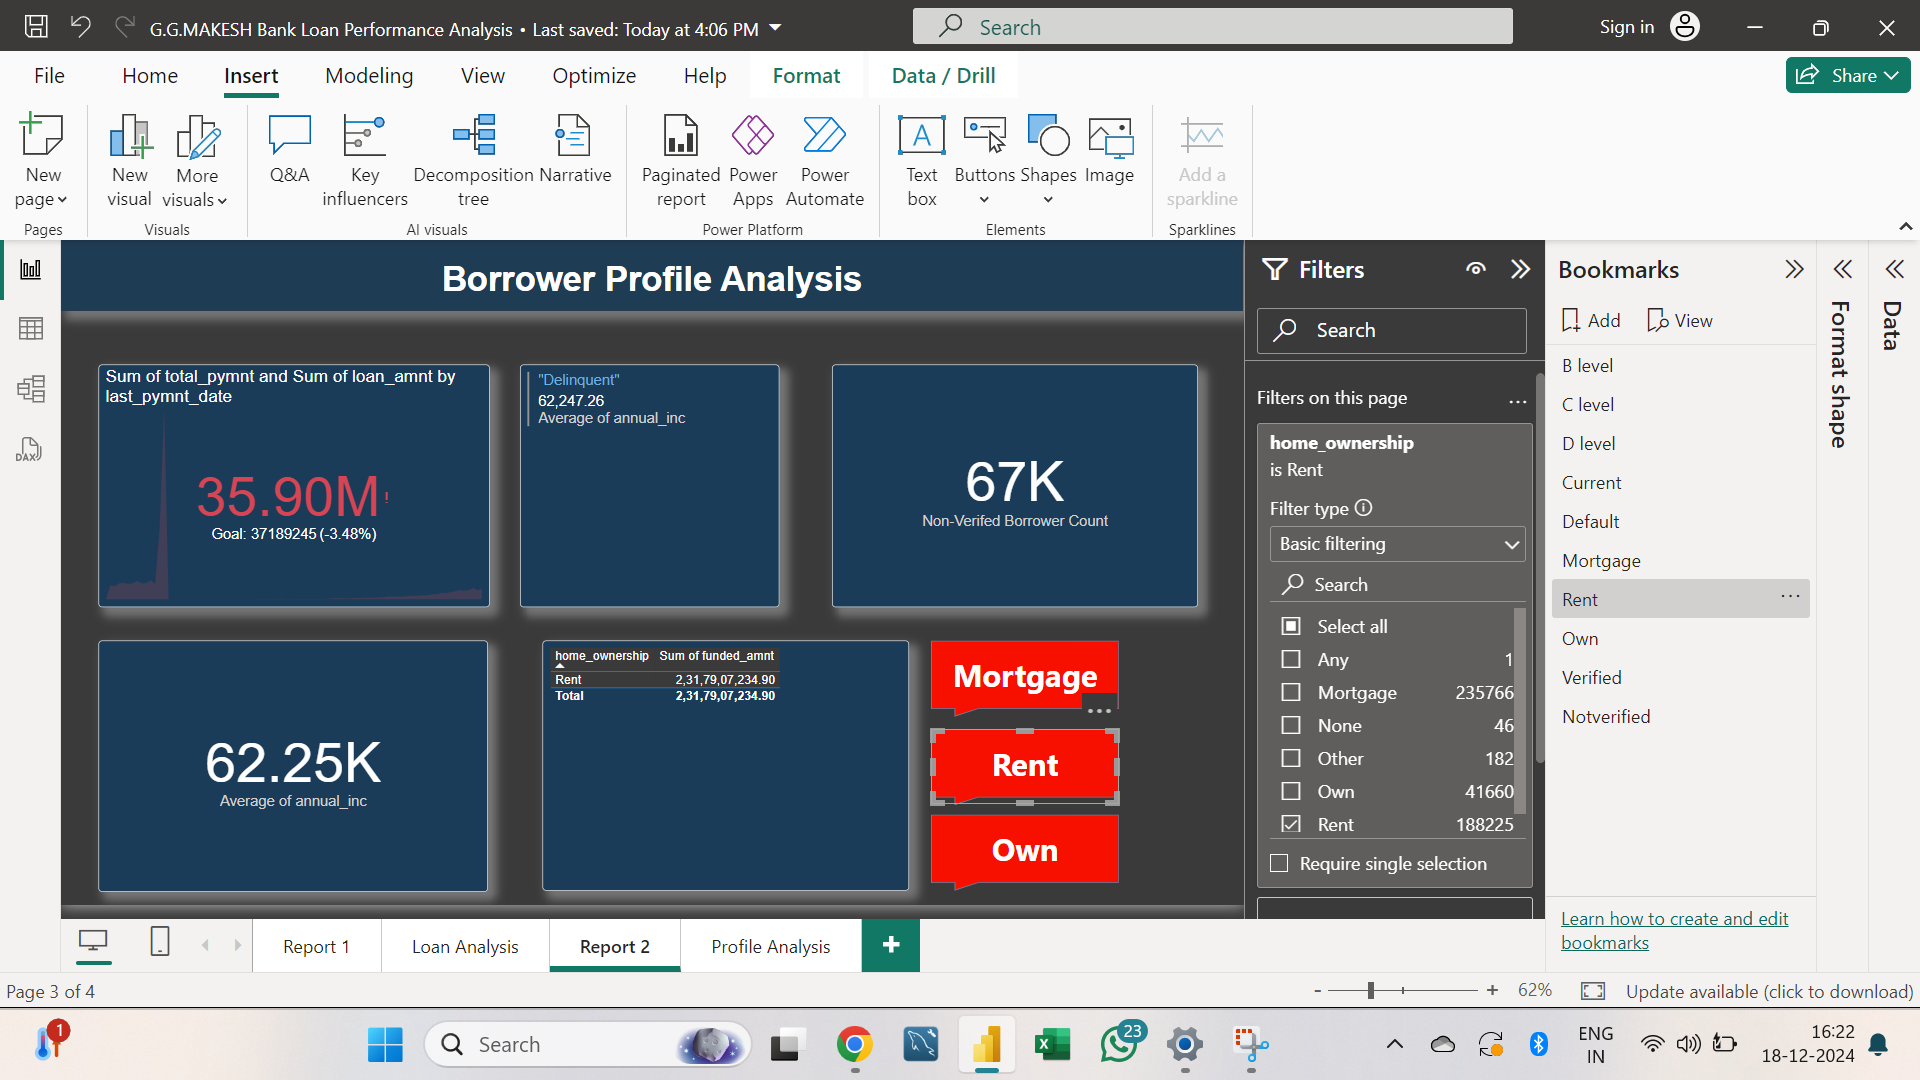 G.G.MAKESH Bank Loan Performance Analysis • Last saved: Today at 4:06 PM
Search
Sign in
File Home Insert Modeling View Optimize Help Format Data / Drill
Share
New page
New visual
More visuals
Q&A
Key influencers
Decomposition tree
Narrative
Paginated report
Power Apps
Power Automate
Text box
Buttons
Shapes
Image
Add a sparkline
Pages
Visuals
AI visuals
Power Platform
Elements
Sparklines
DAX
Borrower Profile Analysis
Sum of total_pymnt and Sum of loan_amnt by
last_pymnt_date
35.90M!
Goal: 37189245 (-3.48%)
"Delinquent"
62,247.26
Average of annual_inc
67K
Non-Verifed Borrower Count
62.25K
Average of annual_inc
home_ownership Sum of funded_amnt
Rent 2,31,79,07,234.90
Total 2,31,79,07,234.90
Mortgage
...
Rent
Own
Filters
Search
Filters on this page ...
home_ownership
is Rent
Filter type
Basic filtering
Search
Select all
Any 1
Mortgage 235766
None 46
Other 182
Own 41660
Rent 188225
Require single selection
Bookmarks
Add View
B level
C level
D level
Current
Default
Mortgage
Rent ...
Own
Verified
Notverified
Learn how to create and edit
bookmarks
Format shape
Data
Report 1
Loan Analysis
Report 2
Profile Analysis
+
Page 3 of 4
- + 62%
Update available (click to download)
1
Search
23
ENG
IN
16:22
18-12-2024